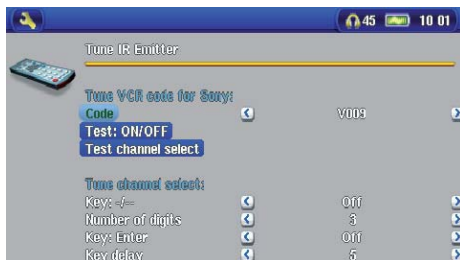 45 10 01
Tune IR Emitter
Tune VCR code for Sony:
Code V009
Test: ON/OFF
Test channel select
Tune channel select:
Key: -/-- Off
Number of digits 3
Key: Enter Off
Key delay 5